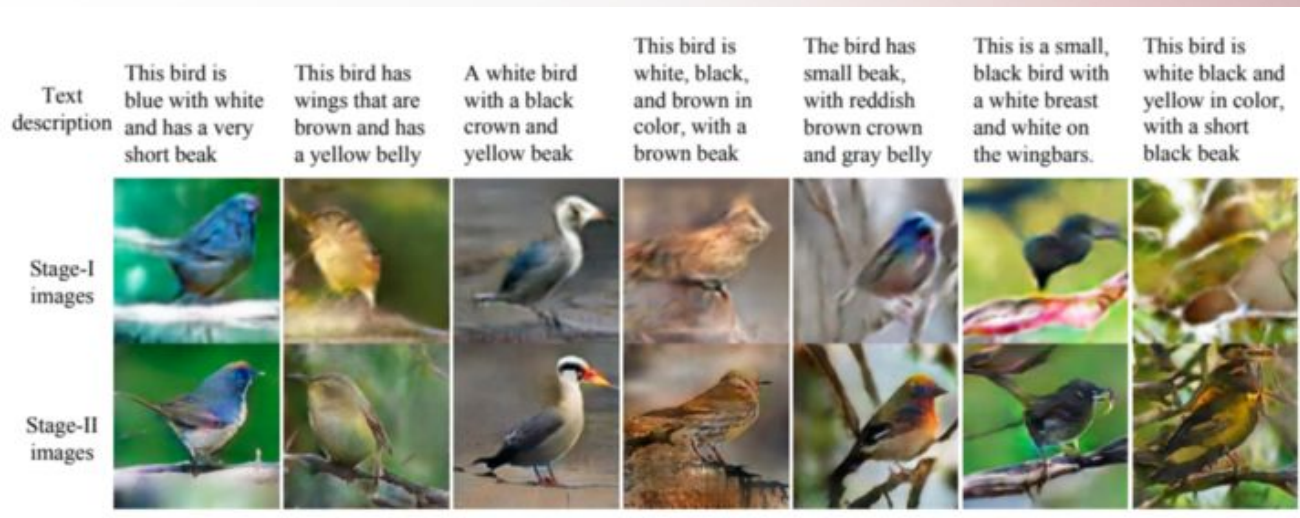 Text
description
This bird is
blue with white
and has a very
short beak
This bird has
wings that are
brown and has
a yellow belly
A white bird
with a black
crown and
yellow beak
This bird is
white, black,
and brown in
color, with a
brown beak
The bird has
small beak,
with reddish
brown crown
and gray belly
This is a small,
black bird with
a white breast
and white on
the wingbars.
This bird is
white black and
yellow in color,
with a short
black beak
Stage-I
images
Stage-II
images